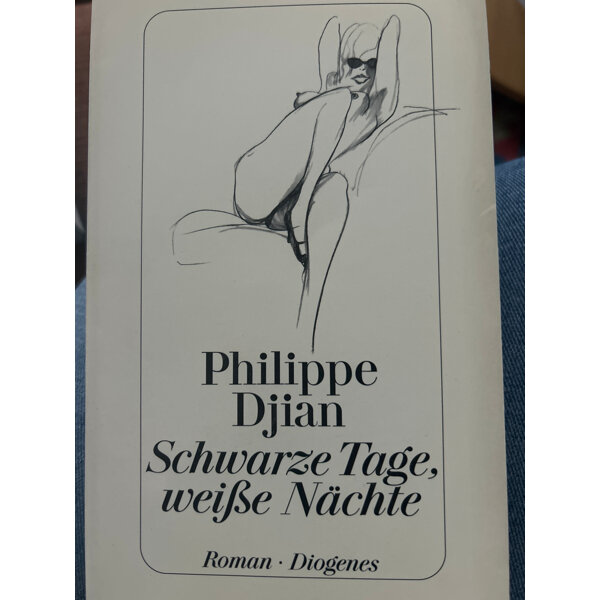 Philippe
Djian
Schwarze Tage,
weiße Nächte
Roman · Diogenes